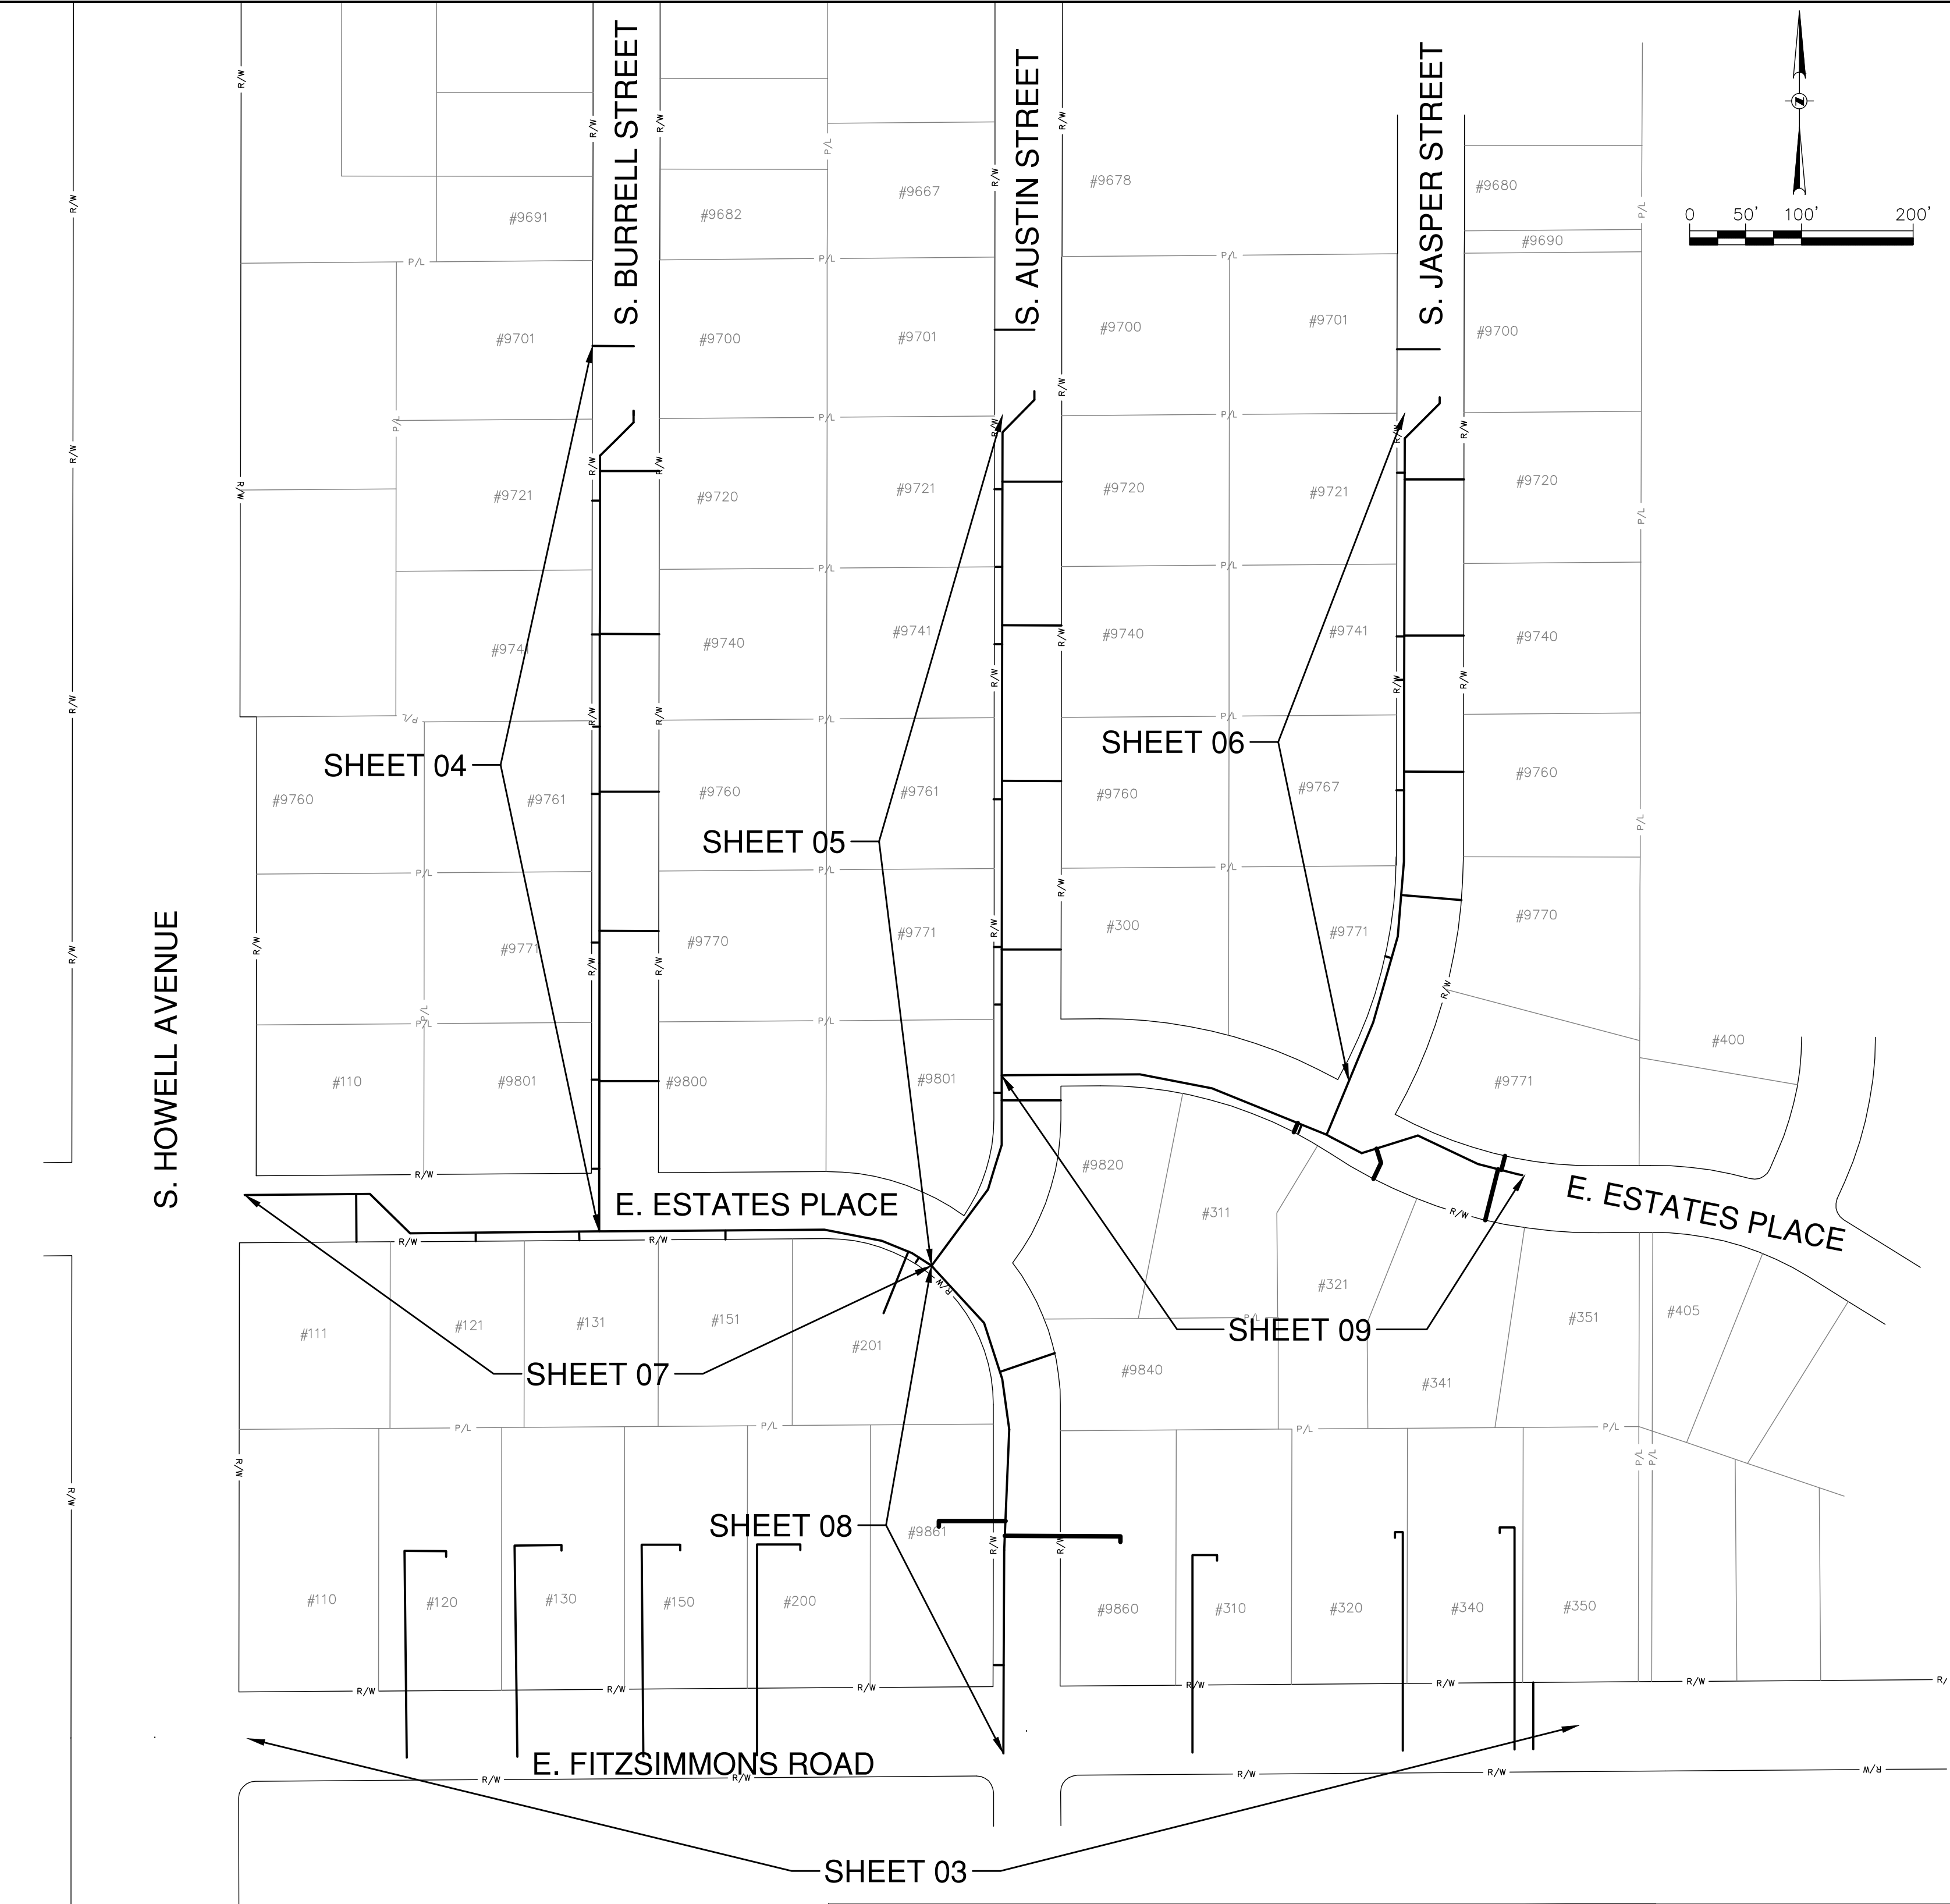 S. BURRELL STREET
S. AUSTIN STREET
S. JASPER STREET
0 50' 100' 200'
R/W
R/W
R/W
R/W
P/L
R/W
R/W
R/W
P/L
#9691
#9682
#9667
#9678
#9680
#9690
P/L
P/L
P/L
#9701
#9700
#9701
#9700
#9701
#9700
R/W
P/L
P/L
P/L
R/W
R/W
R/W
R/W
R/W
R/W
R/W
R/W
#9721
#9720
#9721
#9720
#9721
#9720
P/L
P/L
P/L
#9741
#9740
#9741
#9740
#9741
#9740
R/W
R/W
R/W
R/W
R/W
R/W
R/W
P/L
P/L
P/L
SHEET 04
SHEET 05
SHEET 06
#9760
#9761
#9760
#9761
#9760
#9767
#9760
P/L
P/L
P/L
P/L
R/W
S. HOWELL AVENUE
R/W
R/W
#9771
#9770
#9771
#300
#9771
#9770
R/W
R/W
R/W
R/W
P/L
P/L
P/L
#400
#110
#9801
#9800
#9801
#9771
R/W
#9820
E. ESTATES PLACE
E. ESTATES PLACE
R/W
R/W
R/W
R/W
#311
#321
#111
#121
#131
#151
#201
P/L
SHEET 09
#351
#405
SHEET 07
#9840
#341
P/L
P/L
P/L
P/L
P/L
P/L
R/W
R/W
SHEET 08
#9861
R/W
R/W
#110
#120
#130
#150
#200
#9860
#310
#320
#340
#350
R/W
R/W
R/W
R/W
R/W
R/W
R/
E. FITZSIMMONS ROAD
R/W
R/W
R/W
R/W
R/W
SHEET 03